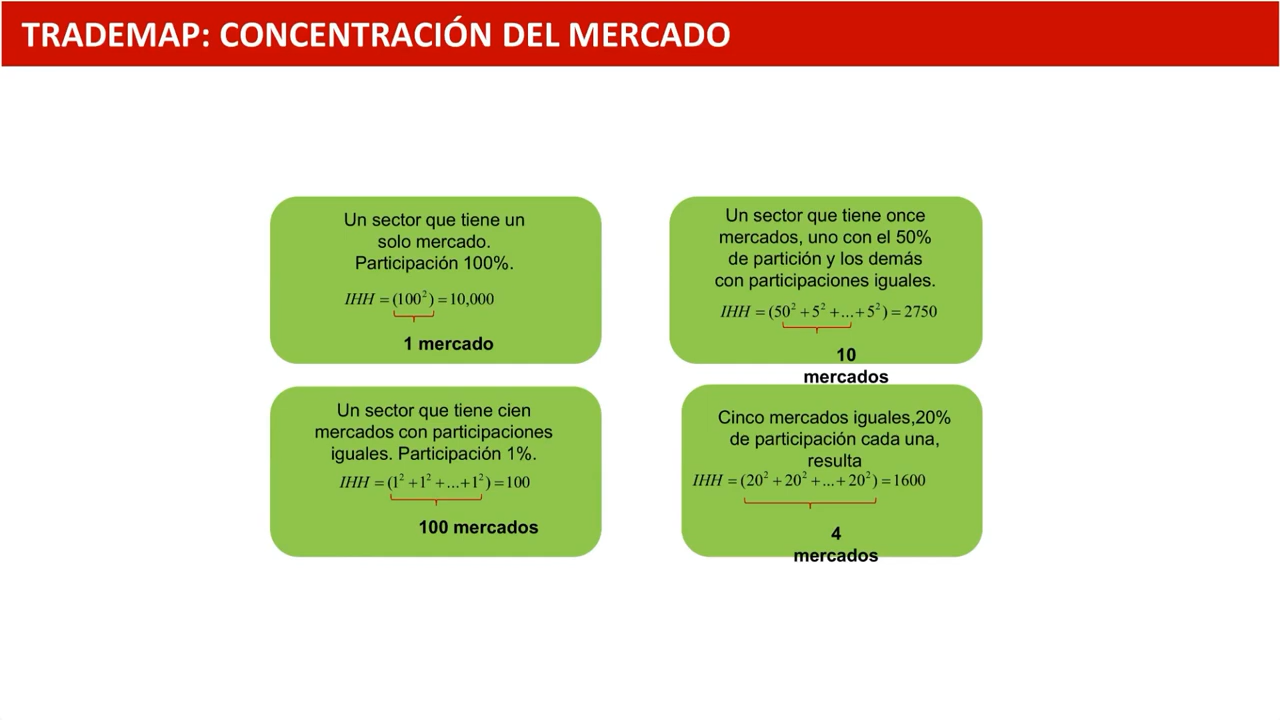 TRADEMAP: CONCENTRACIÓN DEL MERCADO
Un sector que tiene un
solo mercado.
Participación 100%.
IHH = (100²) = 10,000
1 mercado
Un sector que tiene once
mercados, uno con el 50%
de partición y los demás
con participaciones iguales.
IHH = (50² + 5² + ... + 5²) = 2750
10
mercados
Un sector que tiene cien
mercados con participaciones
iguales. Participación 1%.
IHH = (1² + 1² + ... + 1²) = 100
100 mercados
Cinco mercados iguales,20%
de participación cada una,
resulta
IHH = (20² + 20² + ... + 20²) = 1600
4
mercados